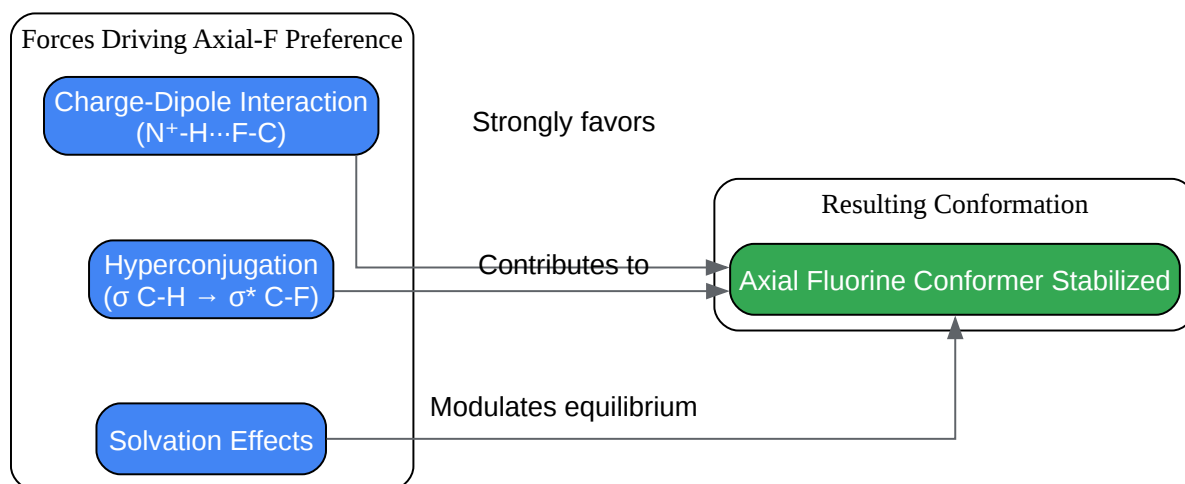 Forces Driving Axial-F Preference
Charge-Dipole Interaction
(N⁺-H···F-C)
Strongly favors
Hyperconjugation
(σ C-H → σ* C-F)
Contributes to
Solvation Effects
Modulates equilibrium
Resulting Conformation
Axial Fluorine Conformer Stabilized